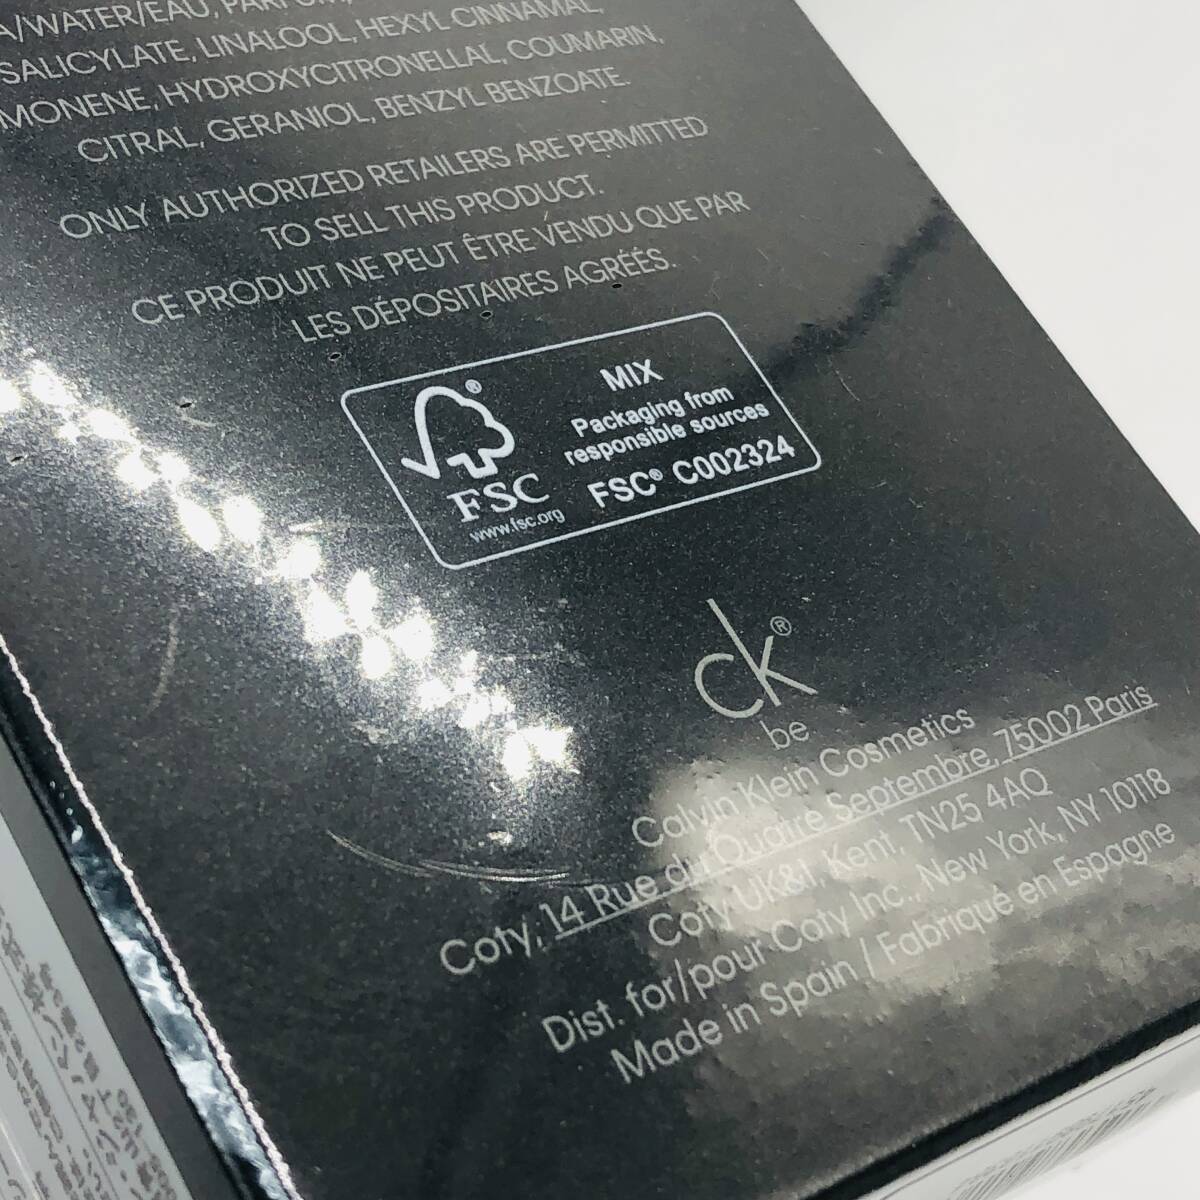 A/WATER/EAU, PARFUM,
SALICYLATE, LINALOOL, HEXYL CINNAMAL,
MONENE, HYDROXYCITRONELLAL, COUMARIN,
CITRAL, GERANIOL, BENZYL BENZOATE.
ONLY AUTHORIZED RETAILERS ARE PERMITTED
TO SELL THIS PRODUCT.
CE PRODUIT NE PEUT ÊTRE VENDU QUE PAR
LES DÉPOSITAIRES AGRÉÉS.
FSC
www.fsc.org
MIX
Packaging from
responsible sources
FSC® C002324
ck®
be
Calvin Klein Cosmetics
Coty, 14 Rue du Quatre Septembre, 75002 Paris
Coty UK&I, Kent, TN25 4AQ
Dist. for/pour Coty Inc., New York, NY 10118
Made in Spain / Fabriqué en Espagne